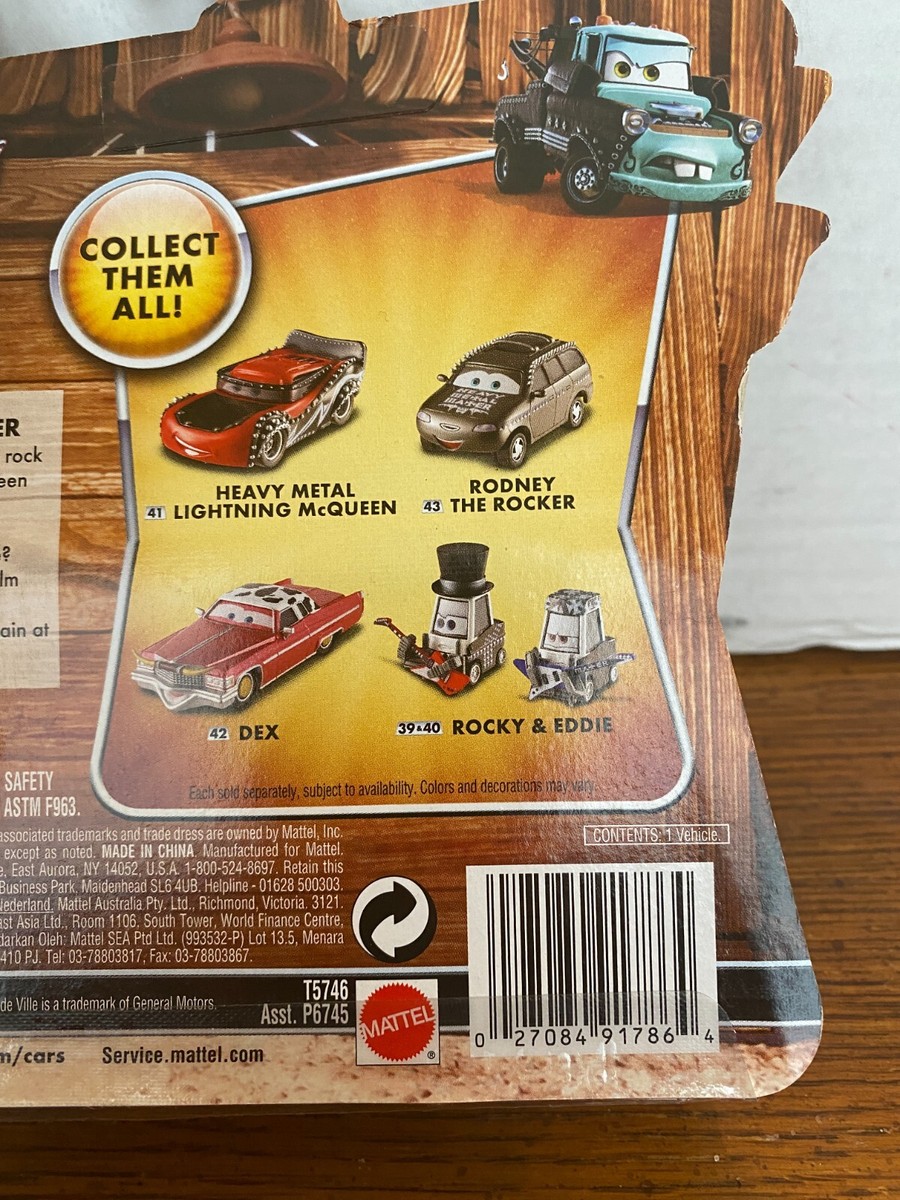 COLLECT
THEM
ALL!
ER
rock
een
s?
lm
ain at
HEAVY METAL
41 LIGHTNING McQUEEN
HEAVY
METAL
RODNEY
43 THE ROCKER
42 DEX
39&40 ROCKY & EDDIE
Each sold separately, subject to availability. Colors and decorations may vary.
SAFETY
ASTM F963.
associated trademarks and trade dress are owned by Mattel, Inc.
except as noted. MADE IN CHINA. Manufactured for Mattel.
e, East Aurora, NY 14052, U.S.A. 1-800-524-8697. Retain this
Business Park, Maidenhead SL6 4UB. Helpline - 01628 500303.
Nederland. Mattel Australia Pty. Ltd., Richmond, Victoria. 3121.
ast Asia Ltd., Room 1106, South Tower, World Finance Centre,
darkan Oleh: Mattel SEA Ptd Ltd. (993532-P) Lot 13.5, Menara
410 PJ. Tel: 03-78803817, Fax: 03-78803867.
CONTENTS: 1 Vehicle.
de Ville is a trademark of General Motors.
T5746
Asst. P6745
MATTEL
®
0 27084 91786 4
m/cars Service.mattel.com